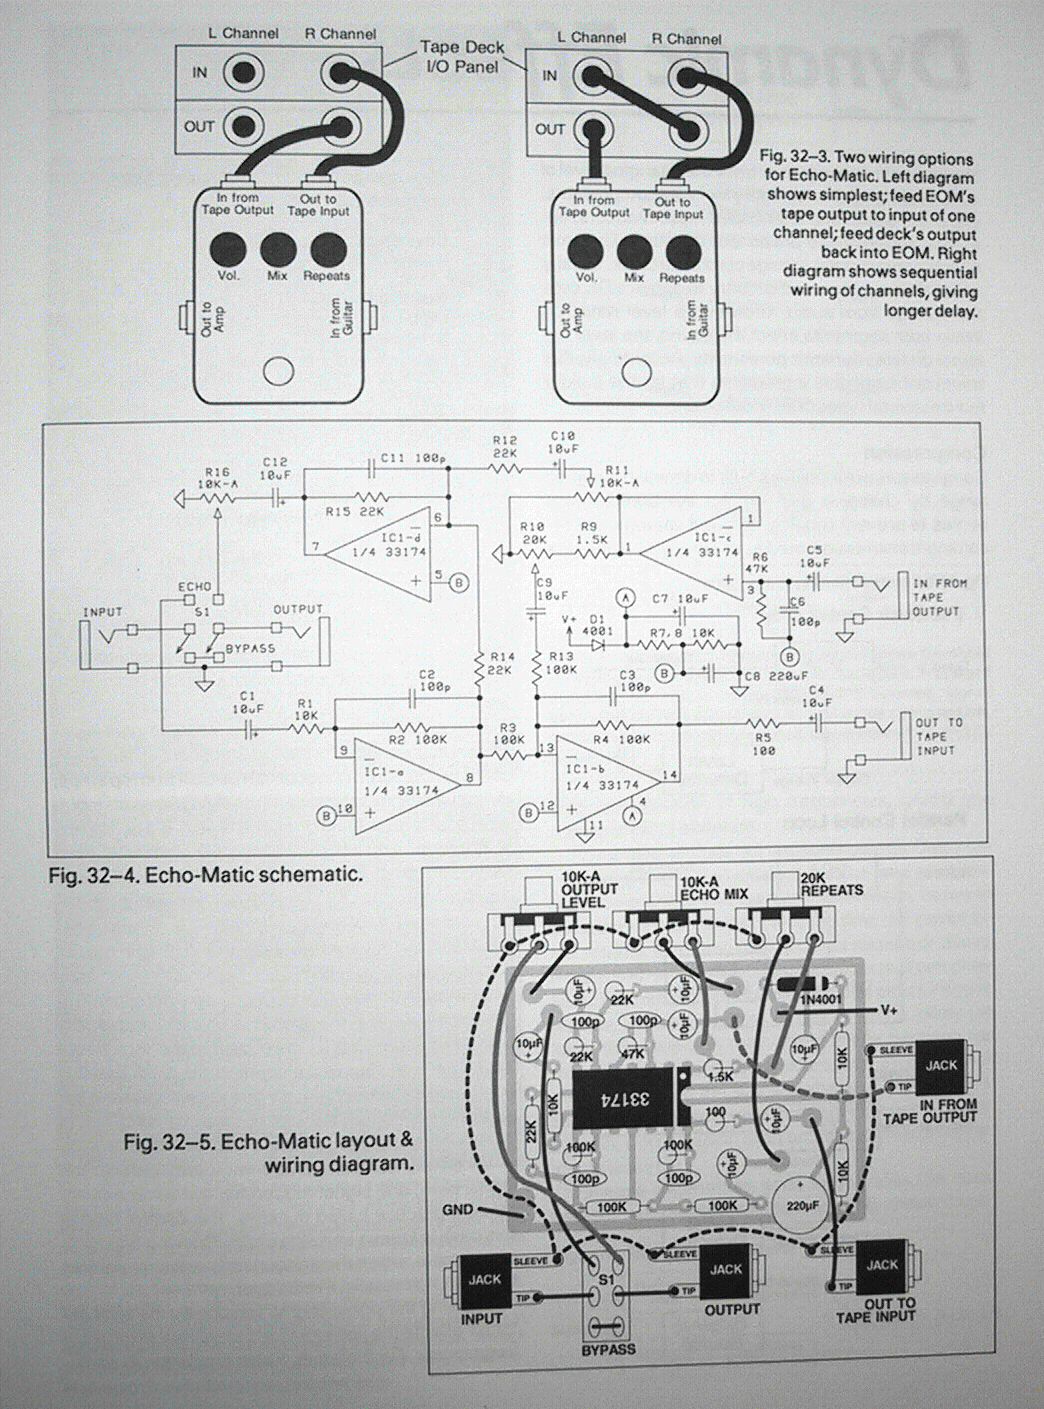 L Channel
R Channel
IN
OUT
Tape Deck
I/O Panel
L Channel
R Channel
IN
OUT
In from
Tape Output
Out to
Tape Input
Vol.
Mix
Repeats
Out to
Amp
In from
Guitar
In from
Tape Output
Out to
Tape Input
Vol.
Mix
Repeats
Out to
Amp
In from
Guitar
Fig. 32–3. Two wiring options
for Echo-Matic. Left diagram
shows simplest; feed EOM's
tape output to input of one
channel; feed deck's output
back into EOM. Right
diagram shows sequential
wiring of channels, giving
longer delay.
R16
10K-A
C12
10uF
C11 100p
R15 22K
R12
22K
C10
10uF
R11
10K-A
6
IC1-d
1/4 33174
7
5
B
R10
20K
R9
1.5K
1
IC1-c
1/4 33174
1
3
R6
47K
C5
10uF
C6
100p
B
IN FROM
TAPE
OUTPUT
ECHO
S1
INPUT
OUTPUT
BYPASS
C9
10uF
A
C7 10uF
V+
D1
4001
R7,8 10K
B
C8 220uF
R14
22K
R13
100K
C1
10uF
R1
10K
C2
100p
R2 100K
R3
100K
C3
100p
R4 100K
C4
10uF
R5
100
OUT TO
TAPE
INPUT
9
IC1-a
1/4 33174
8
B
10
13
IC1-b
1/4 33174
14
B
12
4
A
11
Fig. 32–4. Echo-Matic schematic.
10K-A
OUTPUT
LEVEL
10K-A
ECHO MIX
20K
REPEATS
10µF
22K
10µF
1N4001
V+
100p
100p
10µF
10µF
22K
47K
10µF
10K
1.5K
33174
10K
22K
100
10µF
100K
100K
10µF
10K
100p
100p
100K
100K
220µF
SLEEVE
JACK
TIP
IN FROM
TAPE OUTPUT
Fig. 32–5. Echo-Matic layout &
wiring diagram.
GND
SLEEVE
JACK
TIP
INPUT
S1
BYPASS
SLEEVE
JACK
TIP
OUTPUT
SLEEVE
JACK
TIP
OUT TO
TAPE INPUT